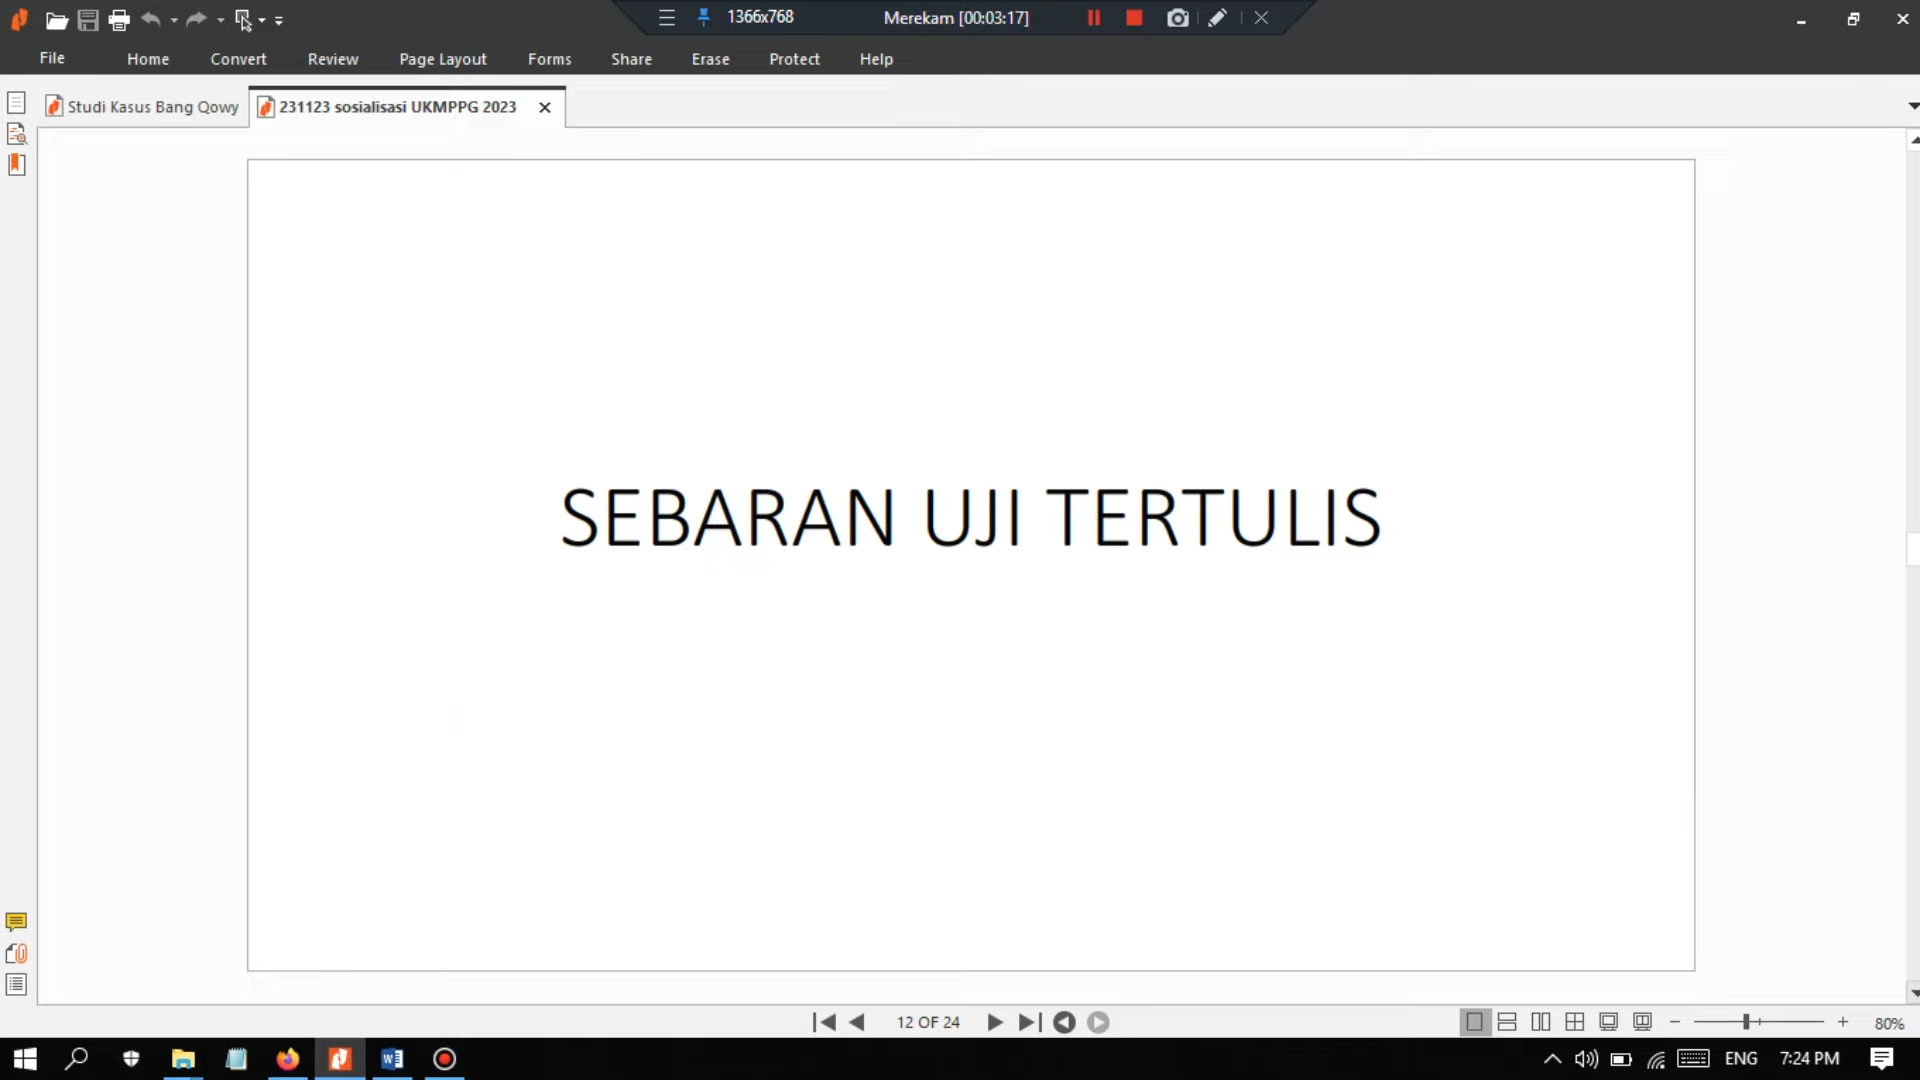 1366x768
Merekam [00:03:17]
File Home Convert Review Page Layout Forms Share Erase Protect Help
Studi Kasus Bang Qowy
231123 sosialisasi UKMPPG 2023
SEBARAN UJI TERTULIS
12 OF 24
80%
ENG 7:24 PM